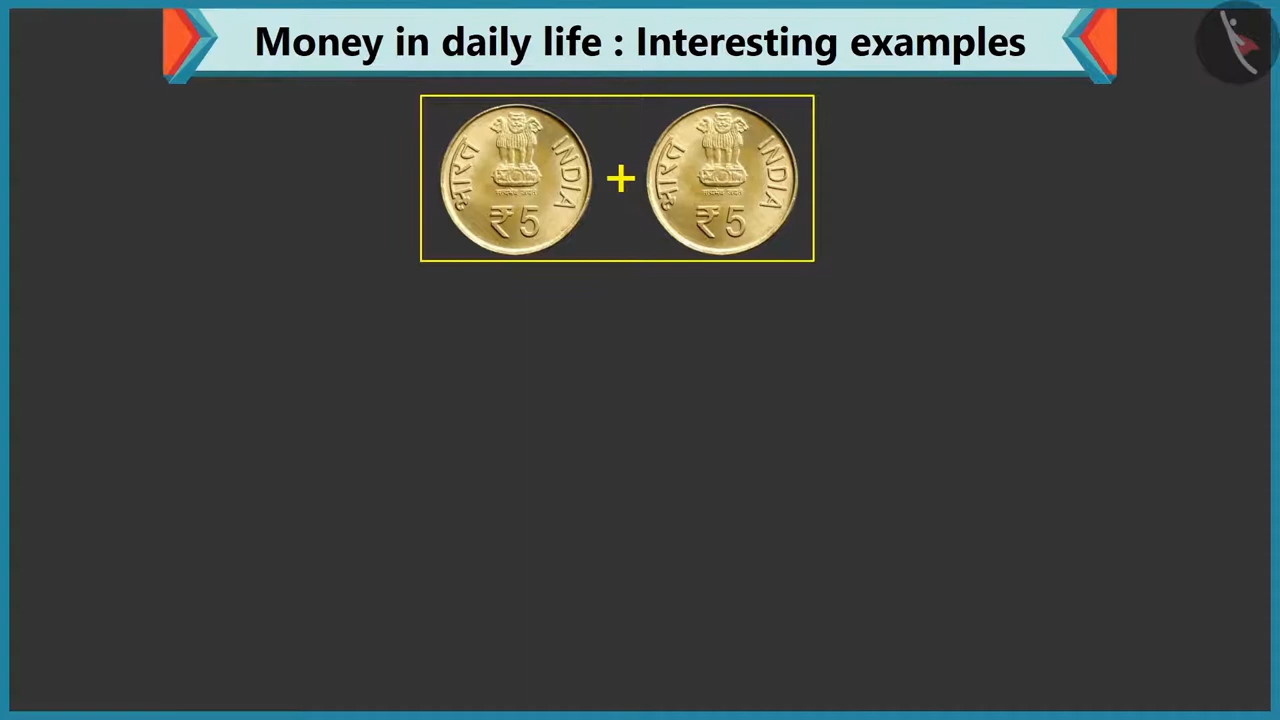 Money in daily life : Interesting examples
भारत INDIA ₹5 + भारत INDIA ₹5